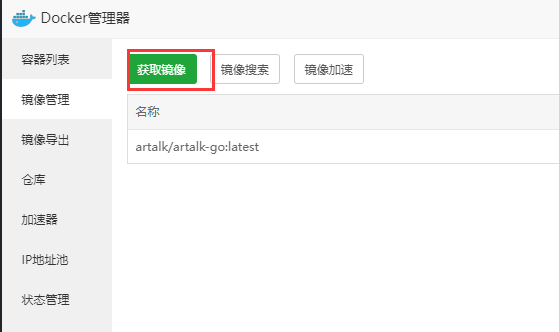 Docker管理器
容器列表
镜像管理
镜像导出
仓库
加速器
IP地址池
状态管理
获取镜像 镜像搜索 镜像加速
名称
artalk/artalk-go:latest